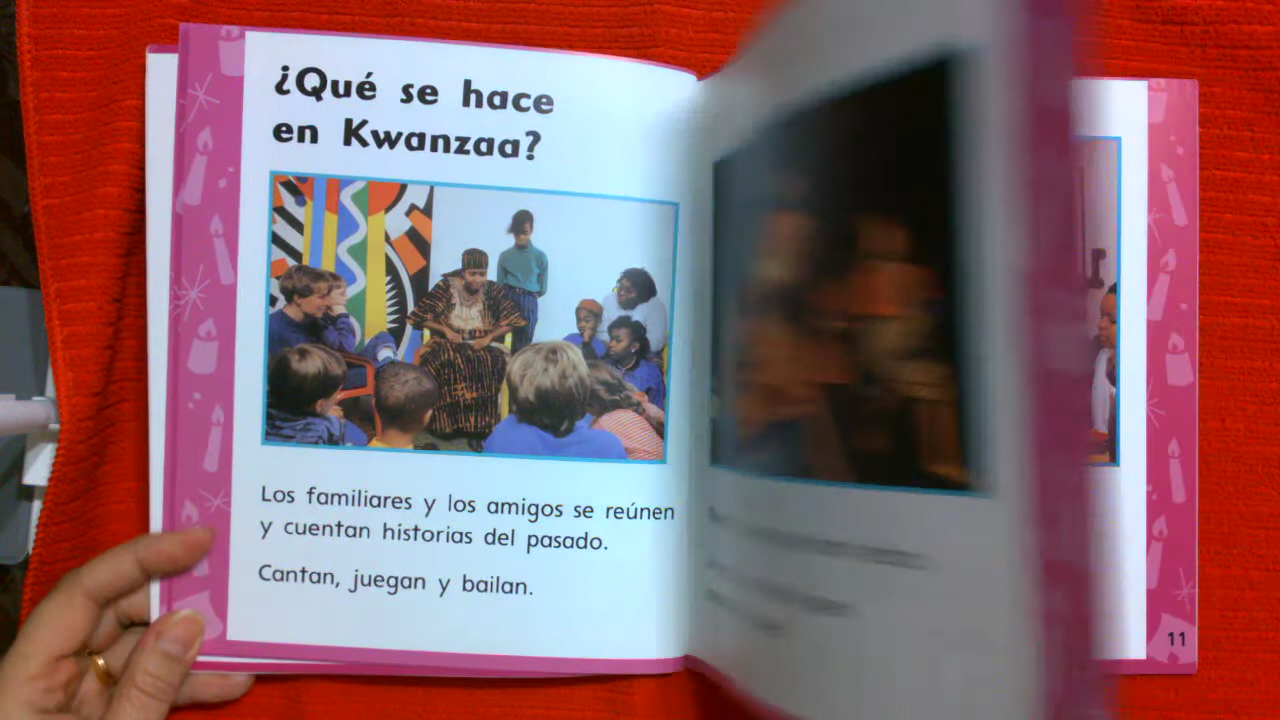 ¿Qué se hace
en Kwanzaa?
Los familiares y los amigos se reúnen
y cuentan historias del pasado.
Cantan, juegan y bailan.
11